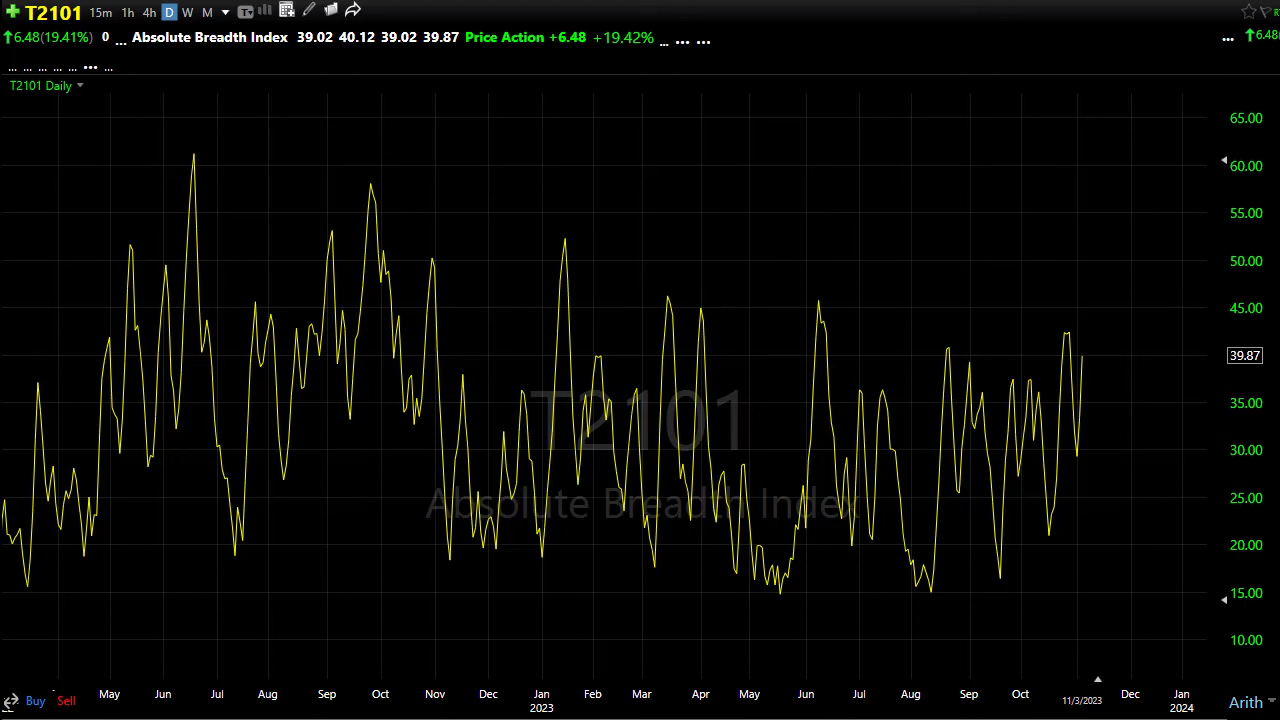 T2101 15m 1h 4h D W M
6.48(19.41%) 0 ... Absolute Breadth Index 39.02 40.12 39.02 39.87 Price Action +6.48 +19.42% ... ... ... ... 6.48(
... ... ... ... ... ... ...
T2101 Daily
65.00
60.00
55.00
50.00
45.00
39.87
35.00
30.00
25.00
20.00
15.00
10.00
T2101
Absolute Breadth Index
May Jun Jul Aug Sep Oct Nov Dec Jan Feb Mar Apr May Jun Jul Aug Sep Oct 11/3/2023 Dec Jan
2023 2024
Buy Sell Arith